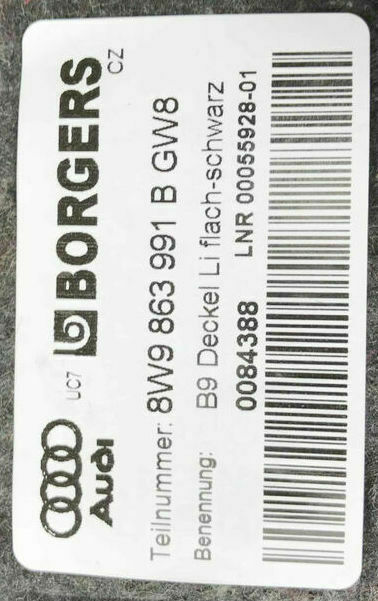 Audi
UC7
BORGERS
CZ
Teilnummer: 8W9 863 991 B GW8
Benennung: B9 Deckel Li flach-schwarz
0084388 LNR 00055928-01